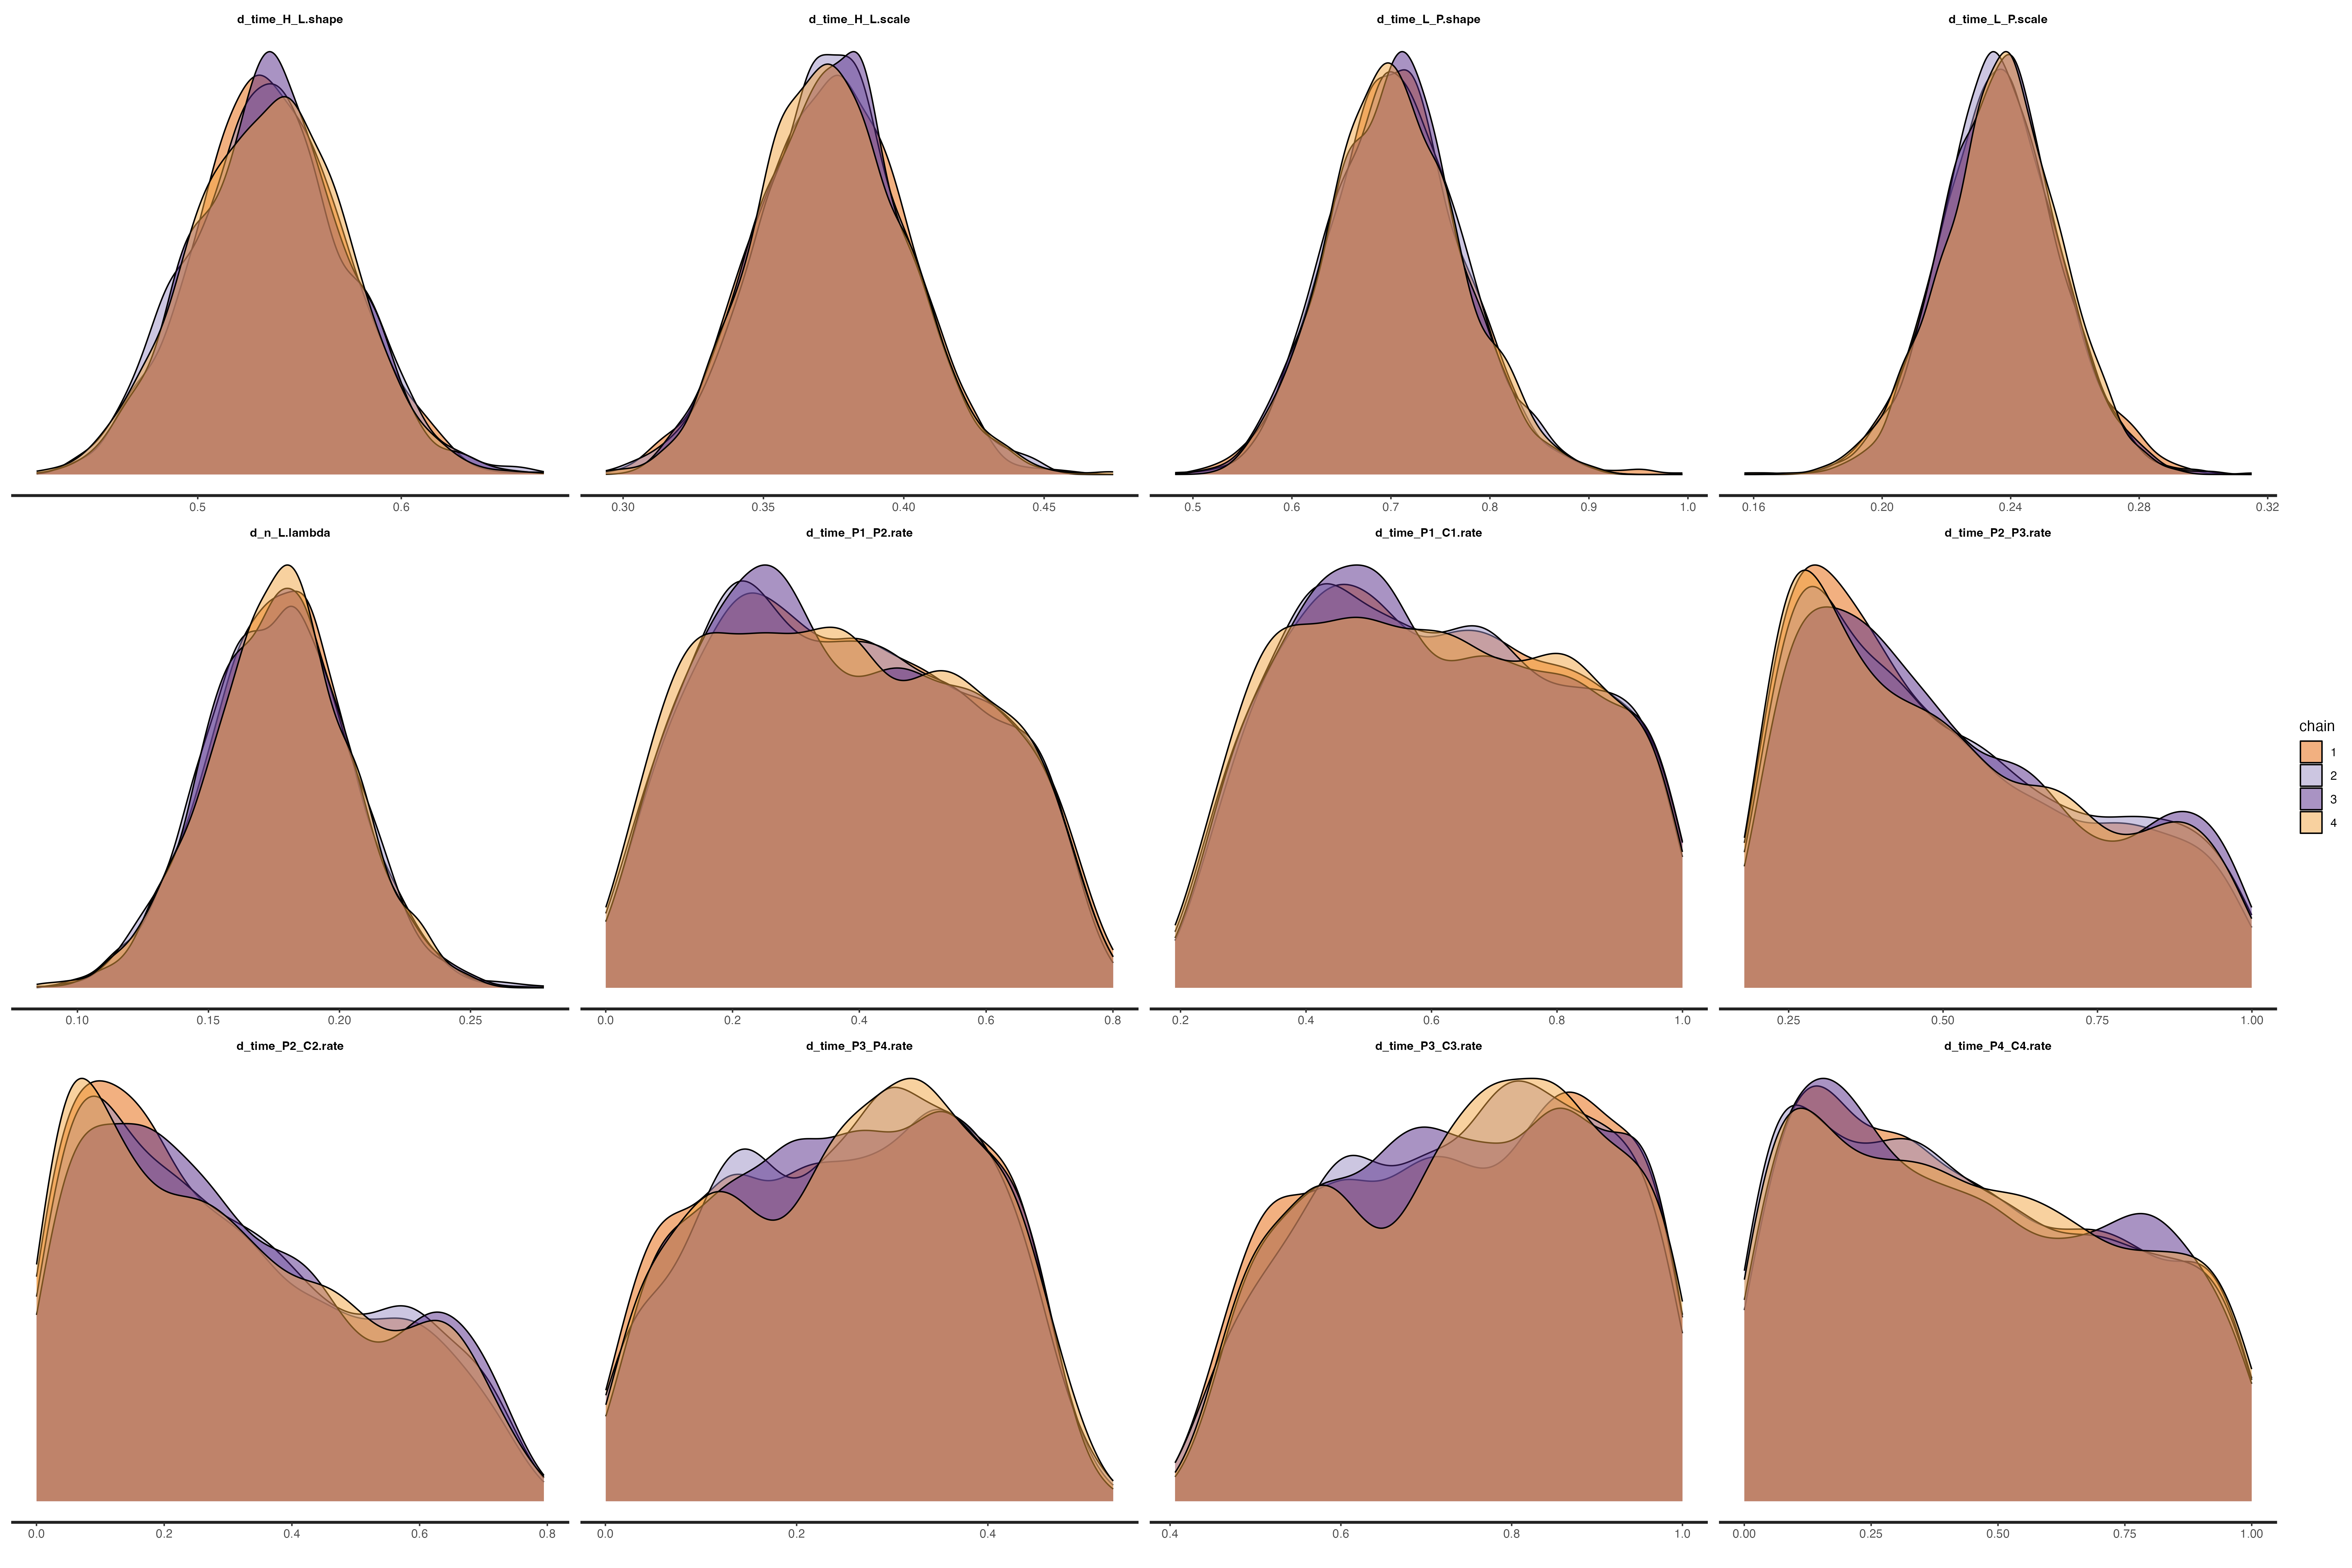 d_time_H_L.shape d_time_H_L.scale d_time_L_P.shape d_time_L_P.scale
0.5 0.6 0.30 0.35 0.40 0.45 0.5 0.6 0.7 0.8 0.9 1.0 0.16 0.20 0.24 0.28 0.32
d_n_L.lambda d_time_P1_P2.rate d_time_P1_C1.rate d_time_P2_P3.rate
chain
1
2
3
4
0.10 0.15 0.20 0.25 0.0 0.2 0.4 0.6 0.8 0.2 0.4 0.6 0.8 1.0 0.25 0.50 0.75 1.00
d_time_P2_C2.rate d_time_P3_P4.rate d_time_P3_C3.rate d_time_P4_C4.rate
0.0 0.2 0.4 0.6 0.8 0.0 0.2 0.4 0.4 0.6 0.8 1.0 0.00 0.25 0.50 0.75 1.00